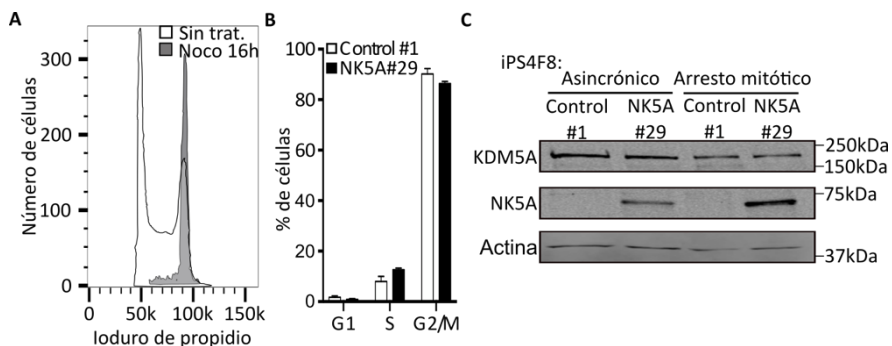 A
Número de células
300
200
100
0
0
50k
100k
150k
Ioduro de propidio
Sin trat.
Noco 16h
B
% de células
100
80
60
40
20
0
G1
S
G2/M
Control #1
NK5A#29
C
iPS4F8:
Asincrónico
Arresto mitótico
Control NK5A Control NK5A
#1 #29 #1 #29
KDM5A
250kDa
150kDa
NK5A
75kDa
Actina
37kDa